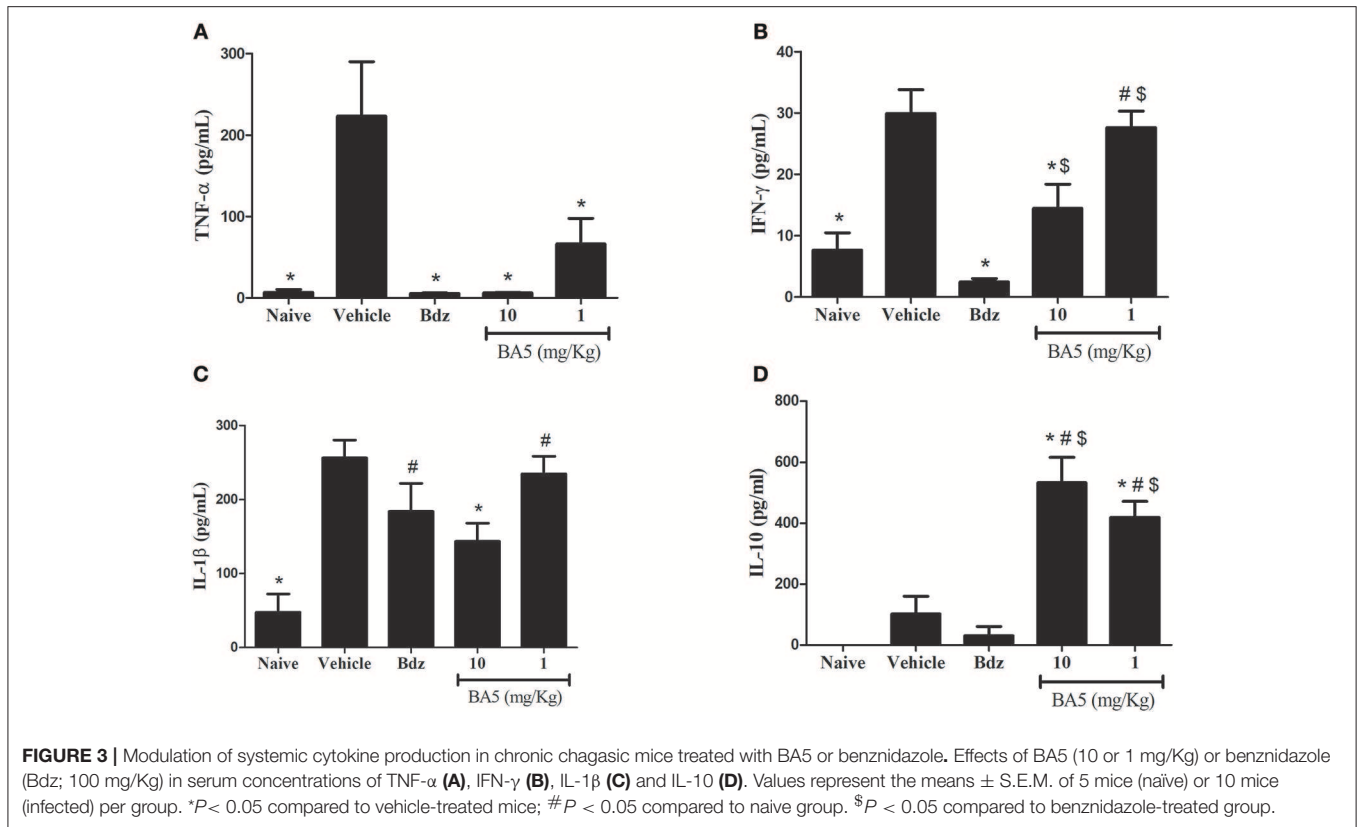 A
300
200
100
0
TNF-α (pg/mL)
*
*
*
*
Naive Vehicle Bdz 10 1
BA5 (mg/Kg)
B
40
30
20
10
0
IFN-γ (pg/mL)
*
*
* $
# $
Naive Vehicle Bdz 10 1
BA5 (mg/Kg)
C
300
200
100
0
IL-1β (pg/mL)
*
#
*
#
Naive Vehicle Bdz 10 1
BA5 (mg/Kg)
D
800
600
400
200
0
IL-10 (pg/ml)
* # $
* # $
Naive Vehicle Bdz 10 1
BA5 (mg/Kg)
FIGURE 3 | Modulation of systemic cytokine production in chronic chagasic mice treated with BA5 or benznidazole. Effects of BA5 (10 or 1 mg/Kg) or benznidazole
(Bdz; 100 mg/Kg) in serum concentrations of TNF-α (A), IFN-γ (B), IL-1β (C) and IL-10 (D). Values represent the means ± S.E.M. of 5 mice (naïve) or 10 mice
(infected) per group. *P< 0.05 compared to vehicle-treated mice; #P < 0.05 compared to naive group. $P < 0.05 compared to benznidazole-treated group.